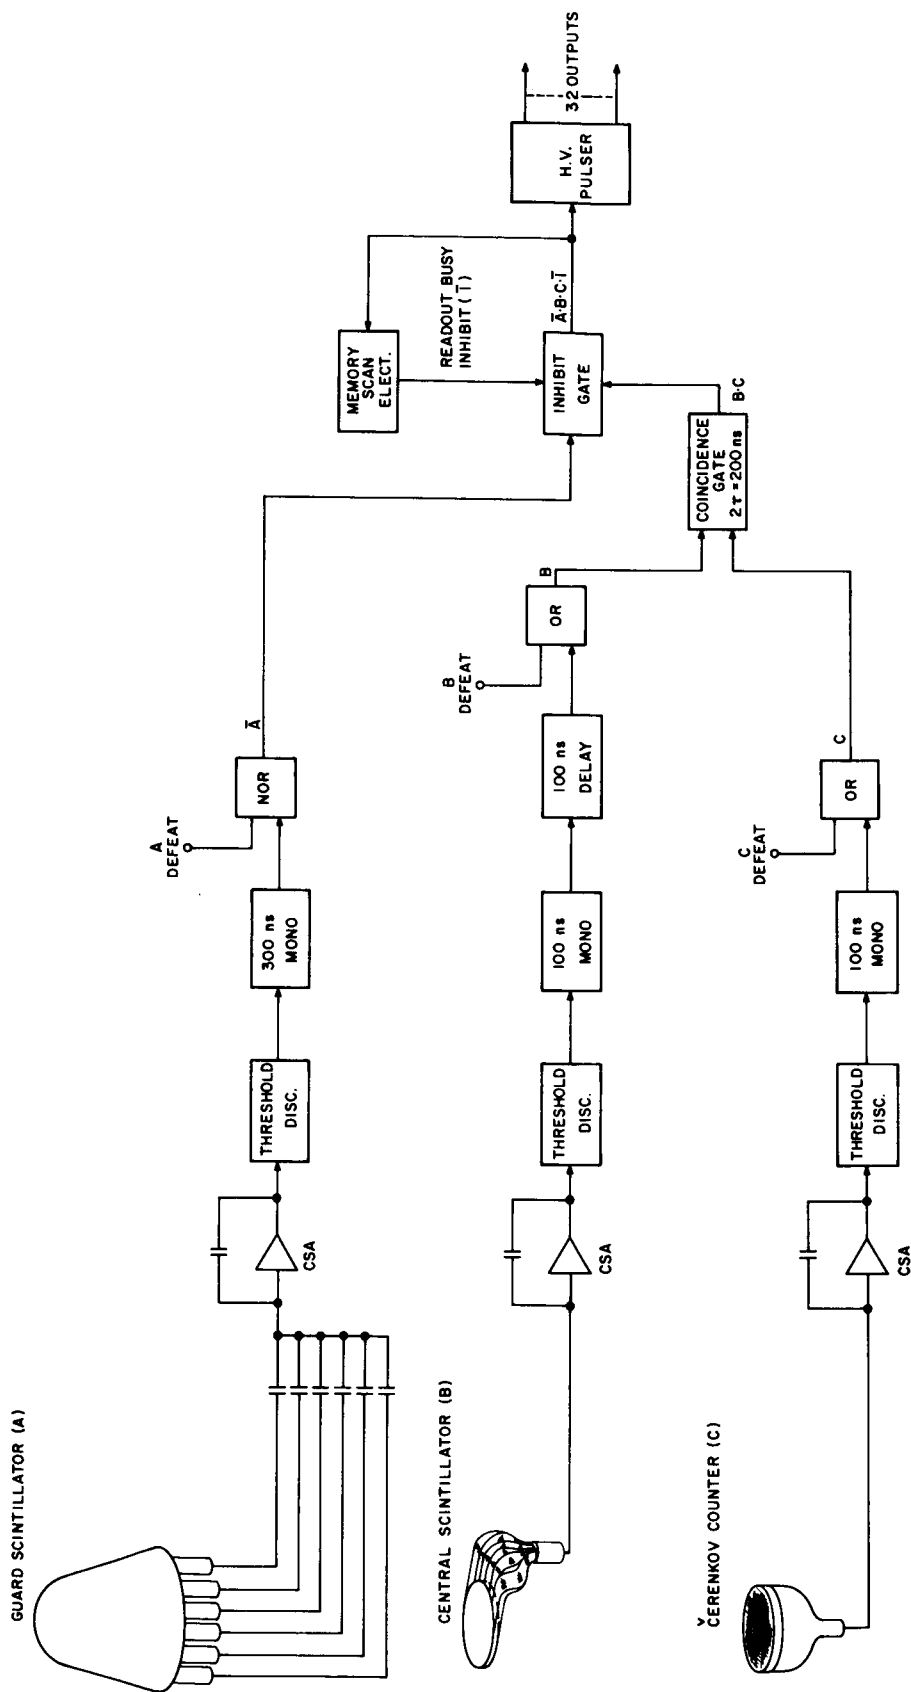 GUARD SCINTILLATOR (A)
CSA
THRESHOLD
DISC.
300 ns
MONO
A
DEFEAT
NOR
A̅
MEMORY
SCAN
ELECT.
READOUT BUSY
INHIBIT (I̅)
INHIBIT
GATE
A̅·B·C·I̅
H.V.
PULSER
32 OUTPUTS
CENTRAL SCINTILLATOR (B)
CSA
THRESHOLD
DISC.
100 ns
MONO
100 ns
DELAY
B
DEFEAT
OR
B
COINCIDENCE
GATE
2τ = 200 ns
B·C
ČERENKOV COUNTER (C)
CSA
THRESHOLD
DISC.
100 ns
MONO
C
DEFEAT
OR
C